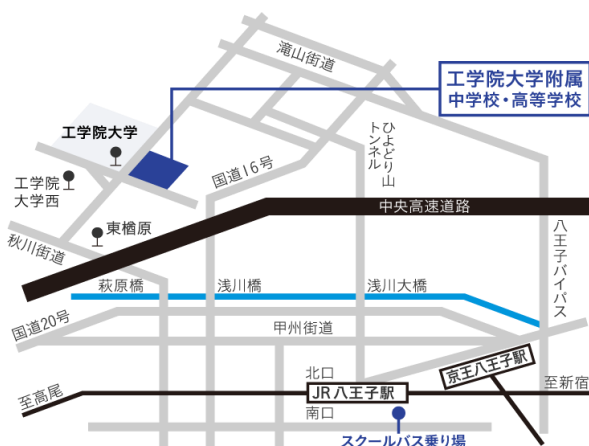 滝山街道
工学院大学附属
中学校・高等学校
工学院大学
ひよどり山
トンネル
国道16号
工学院
大学西
中央高速道路
東楢原
秋川街道
八王子バイパス
萩原橋
浅川橋
浅川大橋
国道20号
甲州街道
京王八王子駅
北口
JR八王子駅
至新宿
至高尾
南口
スクールバス乗り場